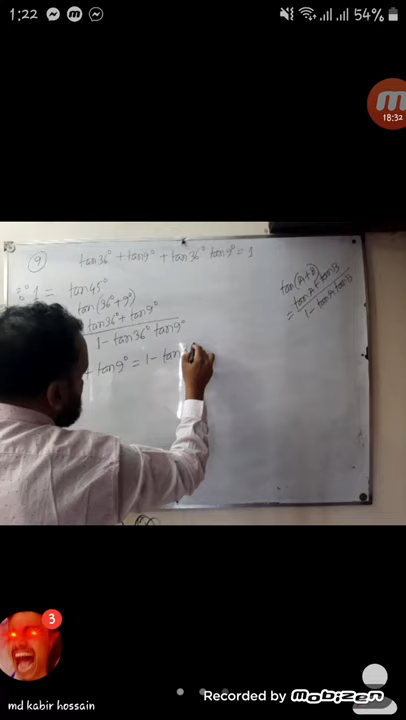 1:22 54%
18:32
9 tan36° + tan9° + tan36° tan9° = 1
1 = tan45°
tan(36°+9°)
tan36° + tan9°
1 - tan36° tan9°
+ tan9° = 1 - tan
tan(A+B)
= tanA + tanB
1 - tanA tanB
3
md kabir hossain
Recorded by MOBIZEN